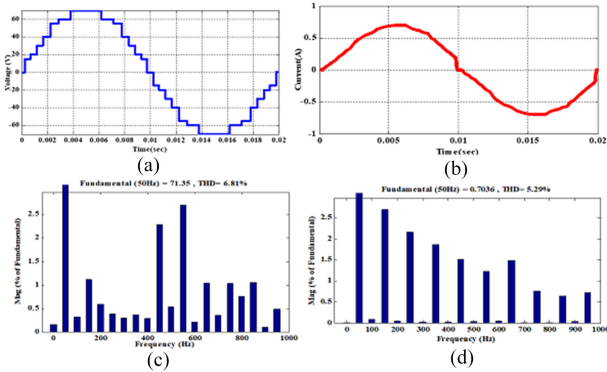 (a)
Voltage (V)
60
40
20
0
-20
-40
-60
0 0.002 0.004 0.006 0.008 0.01 0.012 0.014 0.016 0.018 0.02
Time(sec)
(a)
(b)
Current(A)
1
0.5
0
-0.5
-1
0 0.005 0.01 0.015 0.02
Time(sec)
(b)
Fundamental (50Hz) = 71.35 , THD= 6.81%
Mag (% of Fundamental)
2.5
2
1.5
1
0.5
0
0 200 400 600 800 1000
Frequency (Hz)
(c)
Fundamental (50Hz) = 0.7036 , THD= 5.29%
Mag (% of Fundamental)
3
2.5
2
1.5
1
0.5
0
0 100 200 300 400 500 600 700 800 900 1000
Frequency (Hz)
(d)